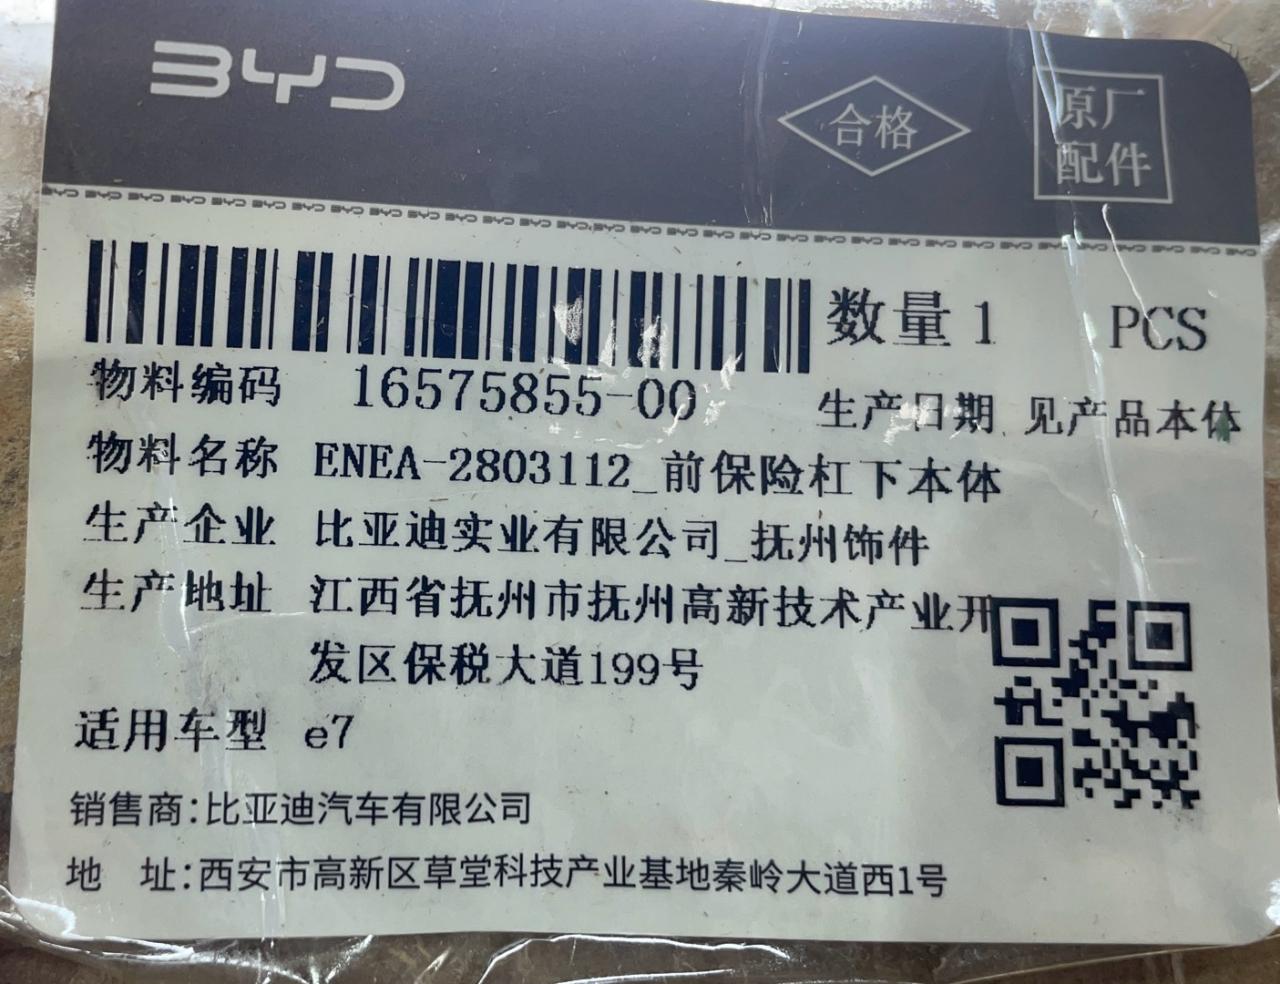 BYD
合格
原厂
配件
数量 1 PCS
物料编码 16575855-00
生产日期 见产品本体
物料名称 ENEA-2803112_前保险杠下本体
生产企业 比亚迪实业有限公司_抚州饰件
生产地址 江西省抚州市抚州高新技术产业开
发区保税大道199号
适用车型 e7
销售商:比亚迪汽车有限公司
地 址:西安市高新区草堂科技产业基地秦岭大道西1号